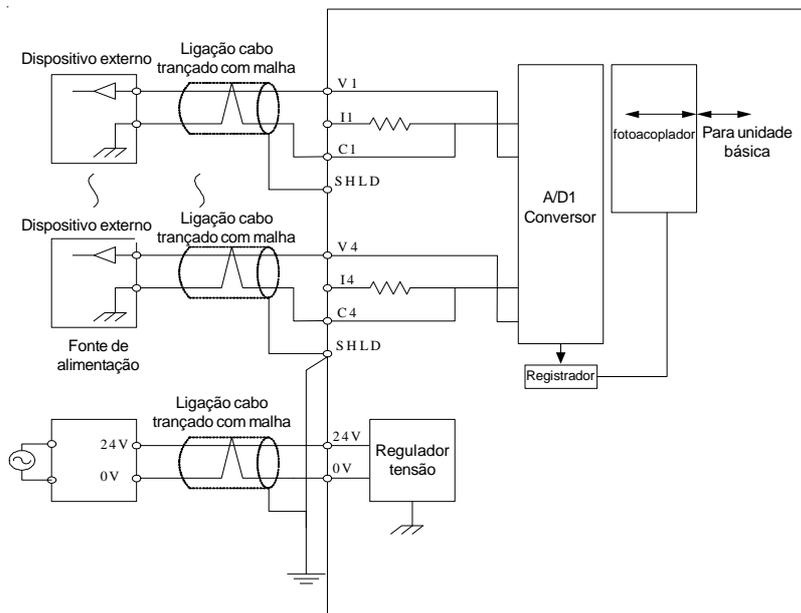 Dispositivo externo
Ligação cabo
trançado com malha
V1
I1
C1
SHLD
A/D1
Conversor
fotoacoplador
Para unidade
básica
Dispositivo externo
Ligação cabo
trançado com malha
V4
I4
C4
SHLD
Fonte de
alimentação
Registrador
Ligação cabo
trançado com malha
24V
0V
24V
0V
Regulador
tensão